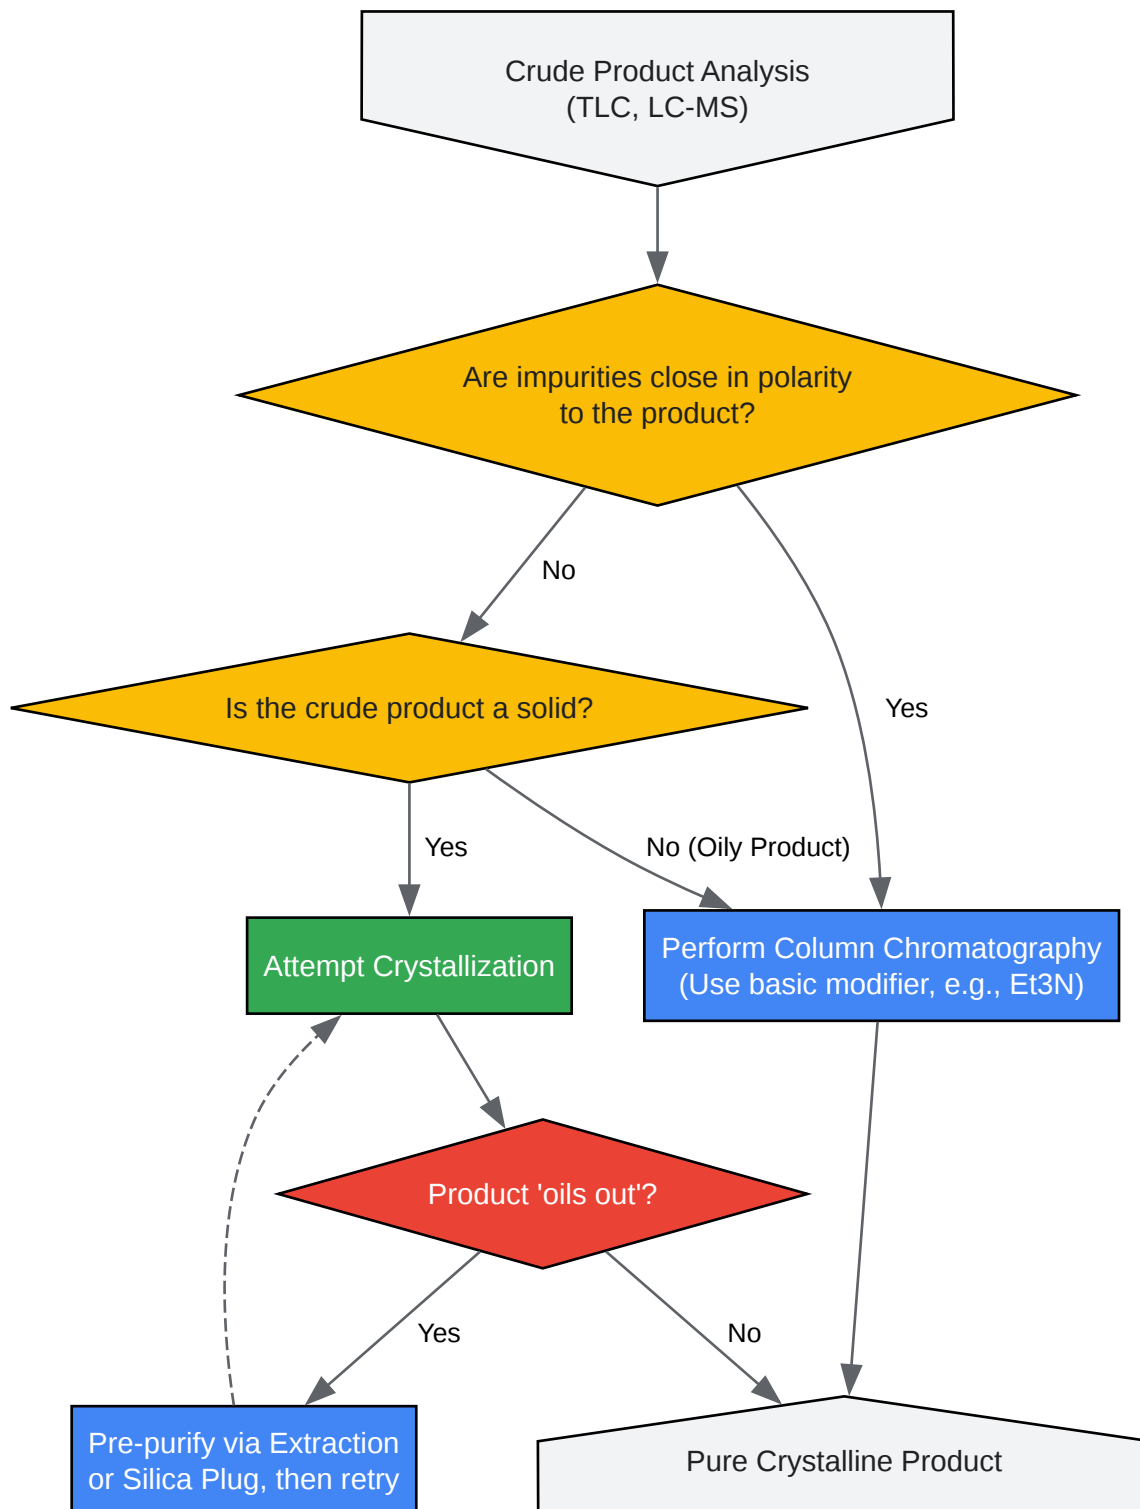 Crude Product Analysis
(TLC, LC-MS)
Are impurities close in polarity
to the product?
No
Is the crude product a solid?
Yes
Yes
No (Oily Product)
Attempt Crystallization
Perform Column Chromatography
(Use basic modifier, e.g., Et3N)
Product 'oils out'?
Yes
No
Pre-purify via Extraction
or Silica Plug, then retry
Pure Crystalline Product